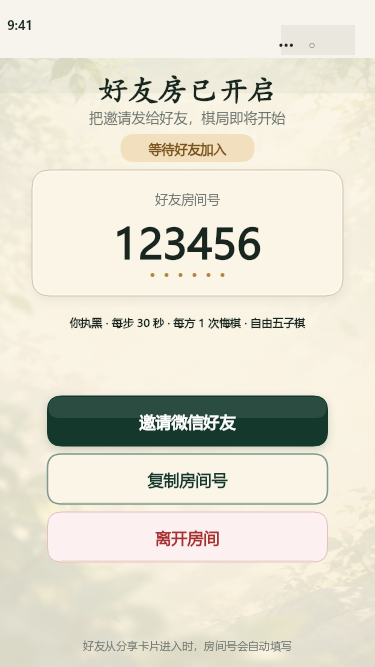 9:41
好友房已开启
把邀请发给好友，棋局即将开始
等待好友加入
好友房间号
123456
你执黑 · 每步 30 秒 · 每方 1 次悔棋 · 自由五子棋
邀请微信好友
复制房间号
离开房间
好友从分享卡片进入时，房间号会自动填写